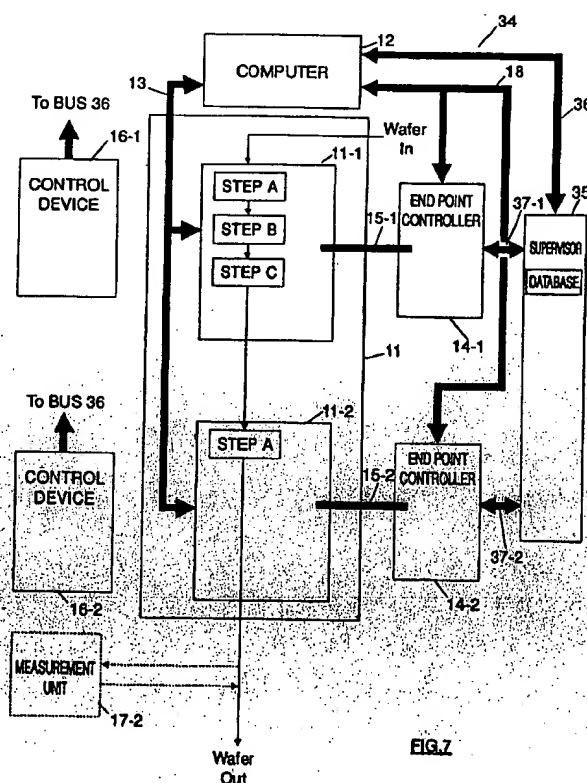 34
12
COMPUTER
18
13
36
To BUS 36
Wafer
In
16-1
11-1
35
CONTROL
DEVICE
STEP A
STEP B
STEP C
15-1
END POINT
CONTROLLER
37-1
SUPERVISOR
DATABASE
14-1
11
To BUS 36
11-2
STEP A
CONTROL
DEVICE
15-2
END POINT
CONTROLLER
37-2
16-2
14-2
MEASUREMENT
UNIT
17-2
Wafer
Out
FIG.7